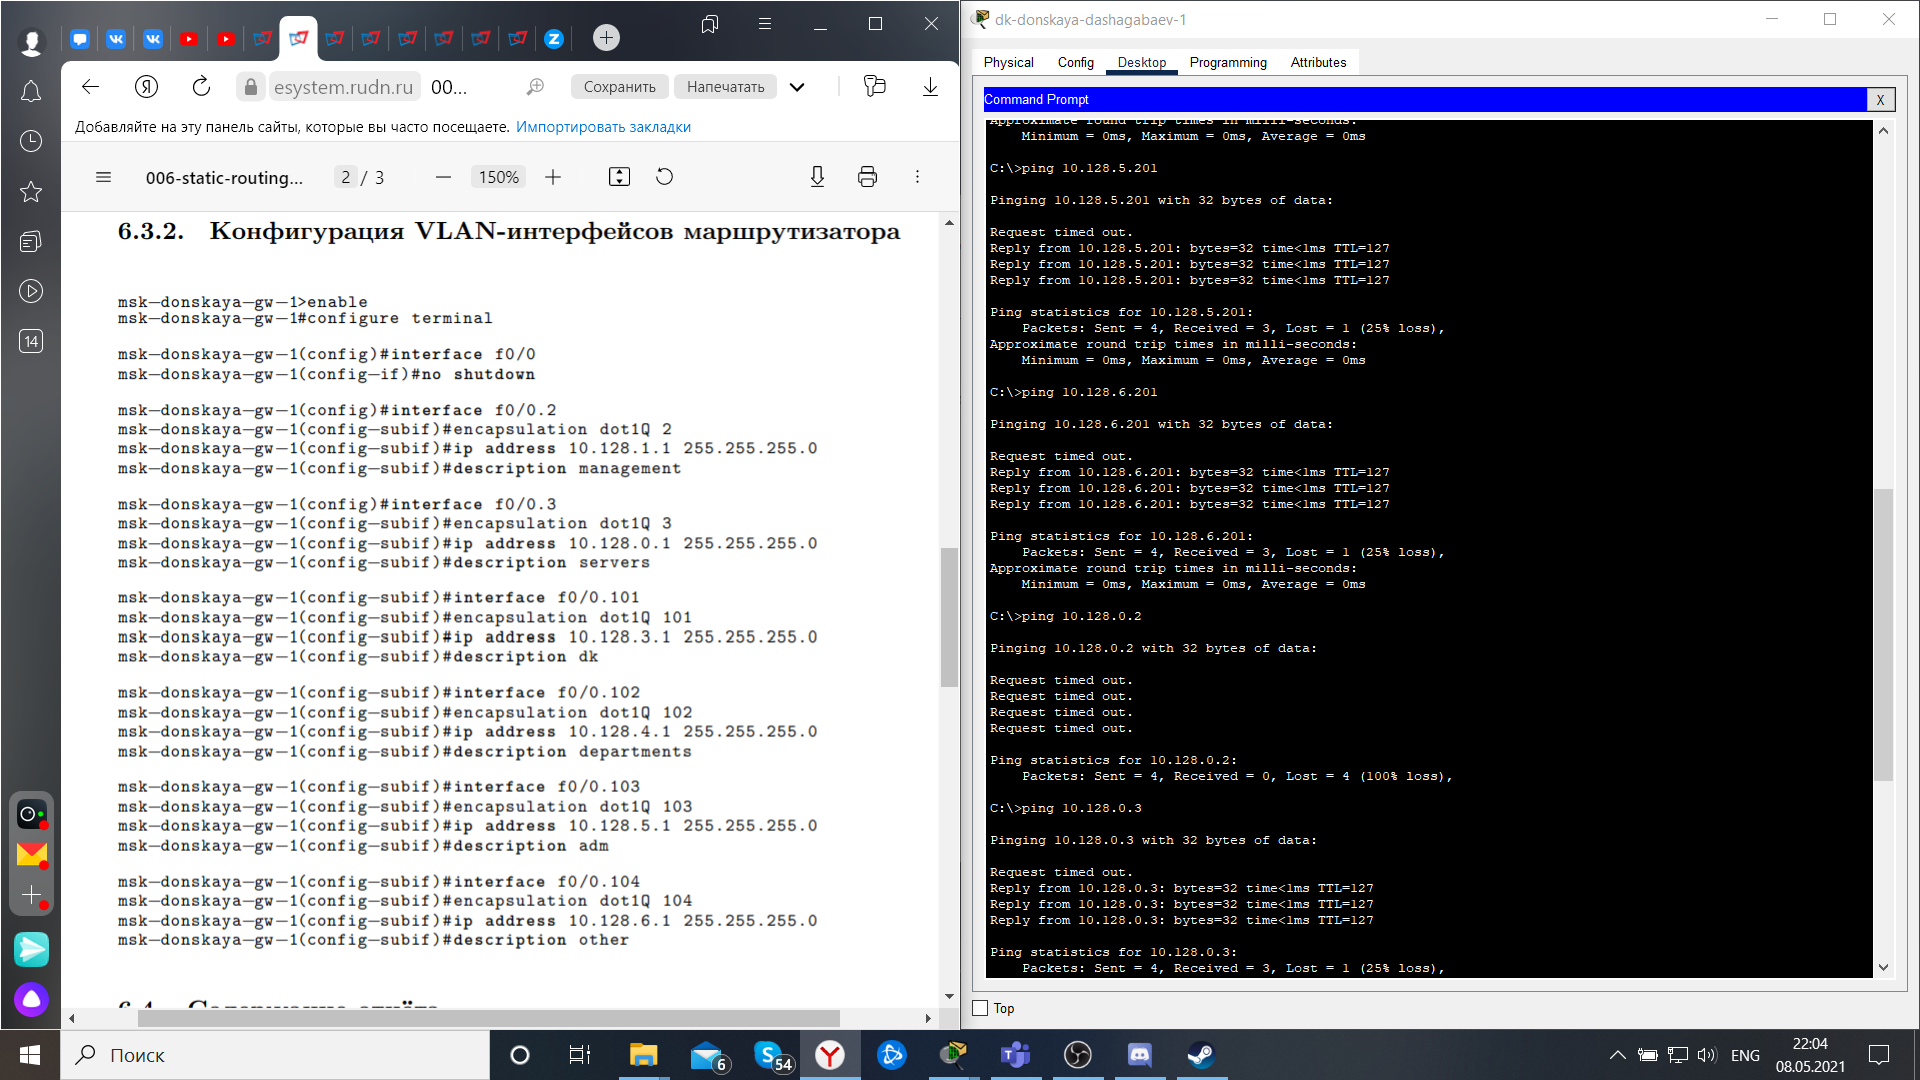 esystem.rudn.ru
00...
Сохранить
Напечатать
Добавляйте на эту панель сайты, которые вы часто посещаете. Импортировать закладки
006-static-routing...
2 / 3
150%
6.3.2. Конфигурация VLAN-интерфейсов маршрутизатора
msk-donskaya-gw-1>enable
msk-donskaya-gw-1#configure terminal
msk-donskaya-gw-1(config)#interface f0/0
msk-donskaya-gw-1(config-if)#no shutdown
msk-donskaya-gw-1(config)#interface f0/0.2
msk-donskaya-gw-1(config-subif)#encapsulation dot1Q 2
msk-donskaya-gw-1(config-subif)#ip address 10.128.1.1 255.255.255.0
msk-donskaya-gw-1(config-subif)#description management
msk-donskaya-gw-1(config)#interface f0/0.3
msk-donskaya-gw-1(config-subif)#encapsulation dot1Q 3
msk-donskaya-gw-1(config-subif)#ip address 10.128.0.1 255.255.255.0
msk-donskaya-gw-1(config-subif)#description servers
msk-donskaya-gw-1(config-subif)#interface f0/0.101
msk-donskaya-gw-1(config-subif)#encapsulation dot1Q 101
msk-donskaya-gw-1(config-subif)#ip address 10.128.3.1 255.255.255.0
msk-donskaya-gw-1(config-subif)#description dk
msk-donskaya-gw-1(config-subif)#interface f0/0.102
msk-donskaya-gw-1(config-subif)#encapsulation dot1Q 102
msk-donskaya-gw-1(config-subif)#ip address 10.128.4.1 255.255.255.0
msk-donskaya-gw-1(config-subif)#description departments
msk-donskaya-gw-1(config-subif)#interface f0/0.103
msk-donskaya-gw-1(config-subif)#encapsulation dot1Q 103
msk-donskaya-gw-1(config-subif)#ip address 10.128.5.1 255.255.255.0
msk-donskaya-gw-1(config-subif)#description adm
msk-donskaya-gw-1(config-subif)#interface f0/0.104
msk-donskaya-gw-1(config-subif)#encapsulation dot1Q 104
msk-donskaya-gw-1(config-subif)#ip address 10.128.6.1 255.255.255.0
msk-donskaya-gw-1(config-subif)#description other
14
dk-donskaya-dashagabaev-1
Physical
Config
Desktop
Programming
Attributes
Command Prompt
X
Approximate round trip times in milli-seconds:
Minimum = 0ms, Maximum = 0ms, Average = 0ms
C:\>ping 10.128.5.201
Pinging 10.128.5.201 with 32 bytes of data:
Request timed out.
Reply from 10.128.5.201: bytes=32 time<1ms TTL=127
Reply from 10.128.5.201: bytes=32 time<1ms TTL=127
Reply from 10.128.5.201: bytes=32 time<1ms TTL=127
Ping statistics for 10.128.5.201:
Packets: Sent = 4, Received = 3, Lost = 1 (25% loss),
Approximate round trip times in milli-seconds:
Minimum = 0ms, Maximum = 0ms, Average = 0ms
C:\>ping 10.128.6.201
Pinging 10.128.6.201 with 32 bytes of data:
Request timed out.
Reply from 10.128.6.201: bytes=32 time<1ms TTL=127
Reply from 10.128.6.201: bytes=32 time<1ms TTL=127
Reply from 10.128.6.201: bytes=32 time<1ms TTL=127
Ping statistics for 10.128.6.201:
Packets: Sent = 4, Received = 3, Lost = 1 (25% loss),
Approximate round trip times in milli-seconds:
Minimum = 0ms, Maximum = 0ms, Average = 0ms
C:\>ping 10.128.0.2
Pinging 10.128.0.2 with 32 bytes of data:
Request timed out.
Request timed out.
Request timed out.
Request timed out.
Ping statistics for 10.128.0.2:
Packets: Sent = 4, Received = 0, Lost = 4 (100% loss),
C:\>ping 10.128.0.3
Pinging 10.128.0.3 with 32 bytes of data:
Request timed out.
Reply from 10.128.0.3: bytes=32 time<1ms TTL=127
Reply from 10.128.0.3: bytes=32 time<1ms TTL=127
Reply from 10.128.0.3: bytes=32 time<1ms TTL=127
Ping statistics for 10.128.0.3:
Packets: Sent = 4, Received = 3, Lost = 1 (25% loss),
Top
Поиск
6
54
ENG
22:04
08.05.2021